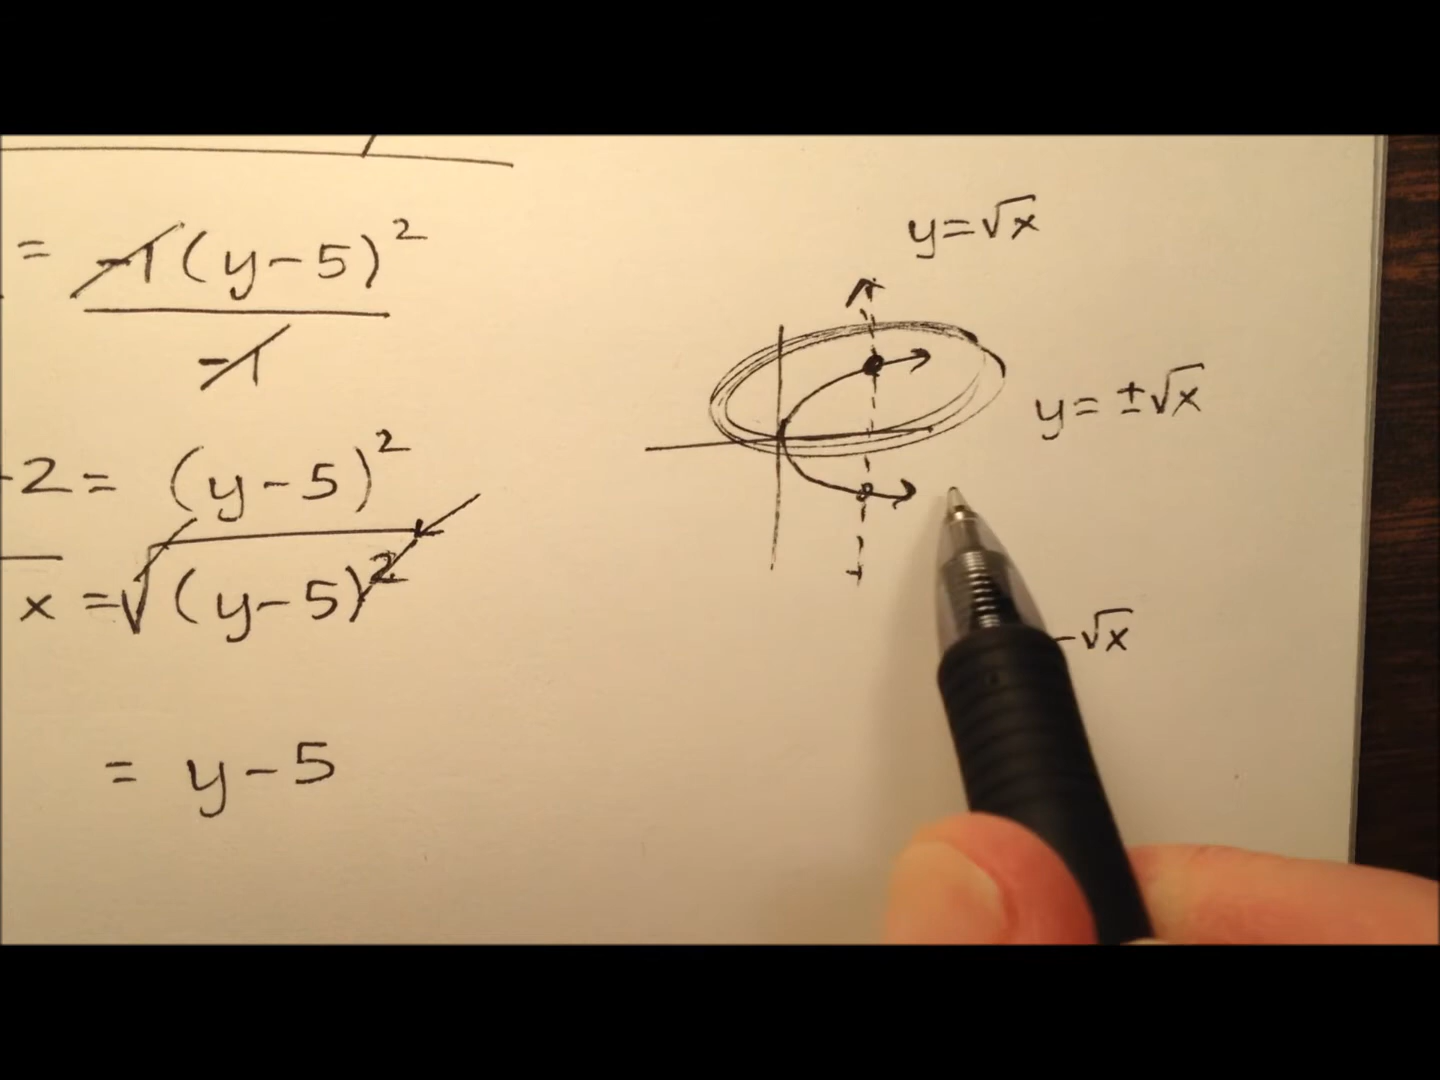 = -1(y-5)²
-1
-2 = (y-5)²
x = √(y-5)²
= y-5
y=√x
y=±√x
-√x